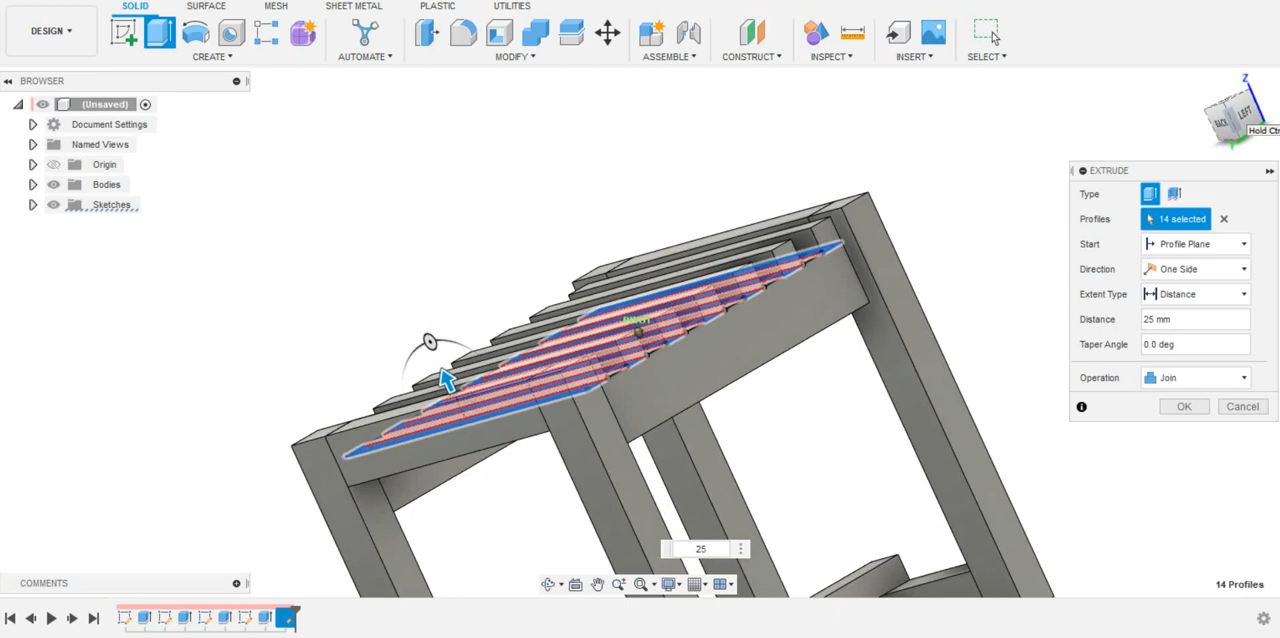 SOLID SURFACE MESH SHEET METAL PLASTIC UTILITIES
DESIGN
CREATE AUTOMATE MODIFY ASSEMBLE CONSTRUCT INSPECT INSERT SELECT
BROWSER
(Unsaved)
Document Settings
Named Views
Origin
Bodies
Sketches
Z
BACK LEFT
Hold Ctr
EXTRUDE
Type
Profiles 14 selected
Start Profile Plane
Direction One Side
Extent Type Distance
Distance 25 mm
Taper Angle 0.0 deg
Operation Join
OK Cancel
25
COMMENTS
14 Profiles